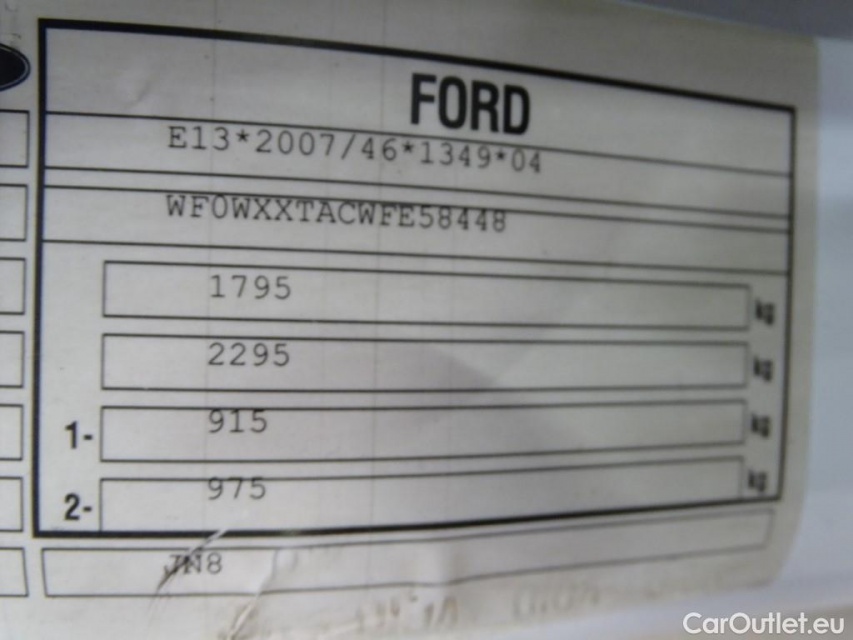 FORD
E13*2007/46*1349*04
WF0WXXTACWFE58448
1795 kg
2295 kg
1- 915 kg
2- 975 kg
JN8
CarOutlet.eu